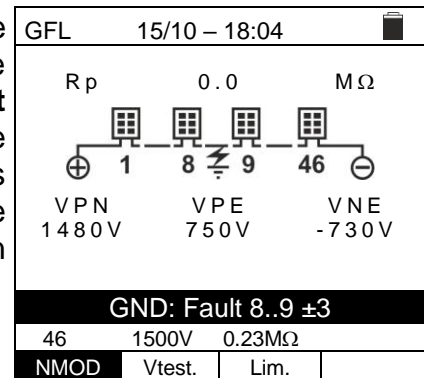 GFL 15/10 – 18:04
Rp 0.0 MΩ
1 8 9 46
VPN VPE VNE
1480V 750V -730V
GND: Fault 8..9 ±3
46 1500V 0.23MΩ
NMOD Vtest. Lim.